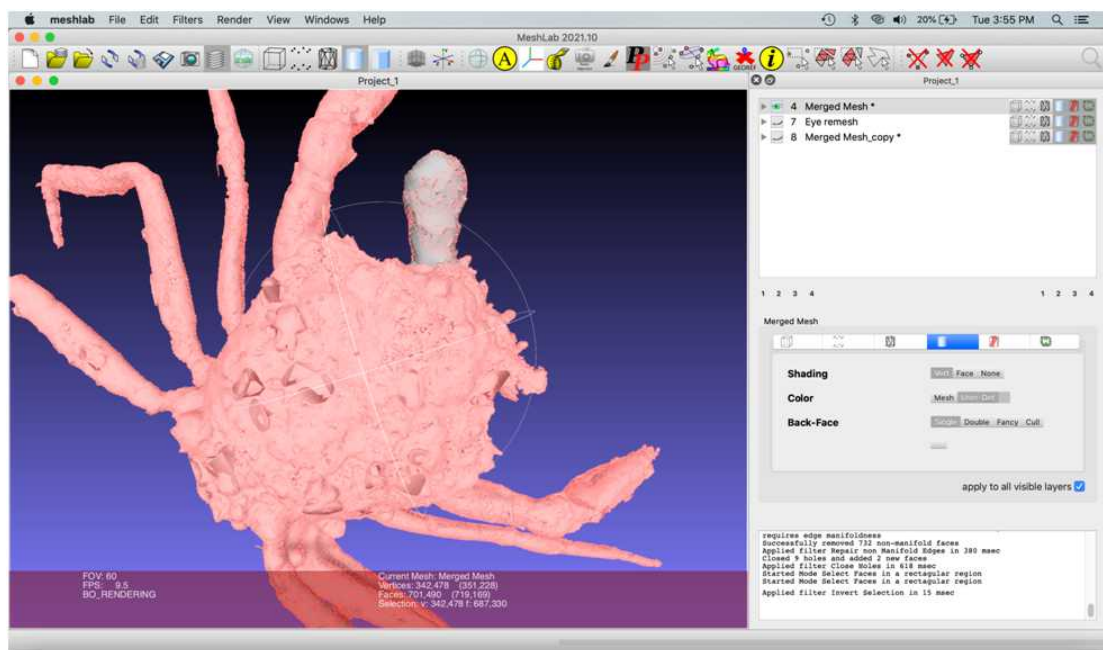 meshlab File Edit Filters Render View Windows Help 20% Tue 3:55 PM
MeshLab 2021.10
A Pp GEOREF i
Project_1
Project_1
4 Merged Mesh *
7 Eye remesh
8 Merged Mesh_copy *
1 2 3 4 1 2 3 4
Merged Mesh
Shading Vert Face None
Color Mesh User-Def
Back-Face Single Double Fancy Cull
apply to all visible layers
requires edge manifoldness
Successfully removed 732 non-manifold faces
Applied filter Repair non Manifold Edges in 380 msec
Closed 9 holes and added 2 new faces
Applied filter Close Holes in 618 msec
Started Mode Select Faces in a rectagular region
Started Mode Select Faces in a rectagular region
Applied filter Invert Selection in 15 msec
FOV: 60
FPS: 9.5
BO_RENDERING
Current Mesh: Merged Mesh
Vertices: 342,478 (351,228)
Faces: 701,490 (719,169)
Selection: v: 342,478 f: 687,330